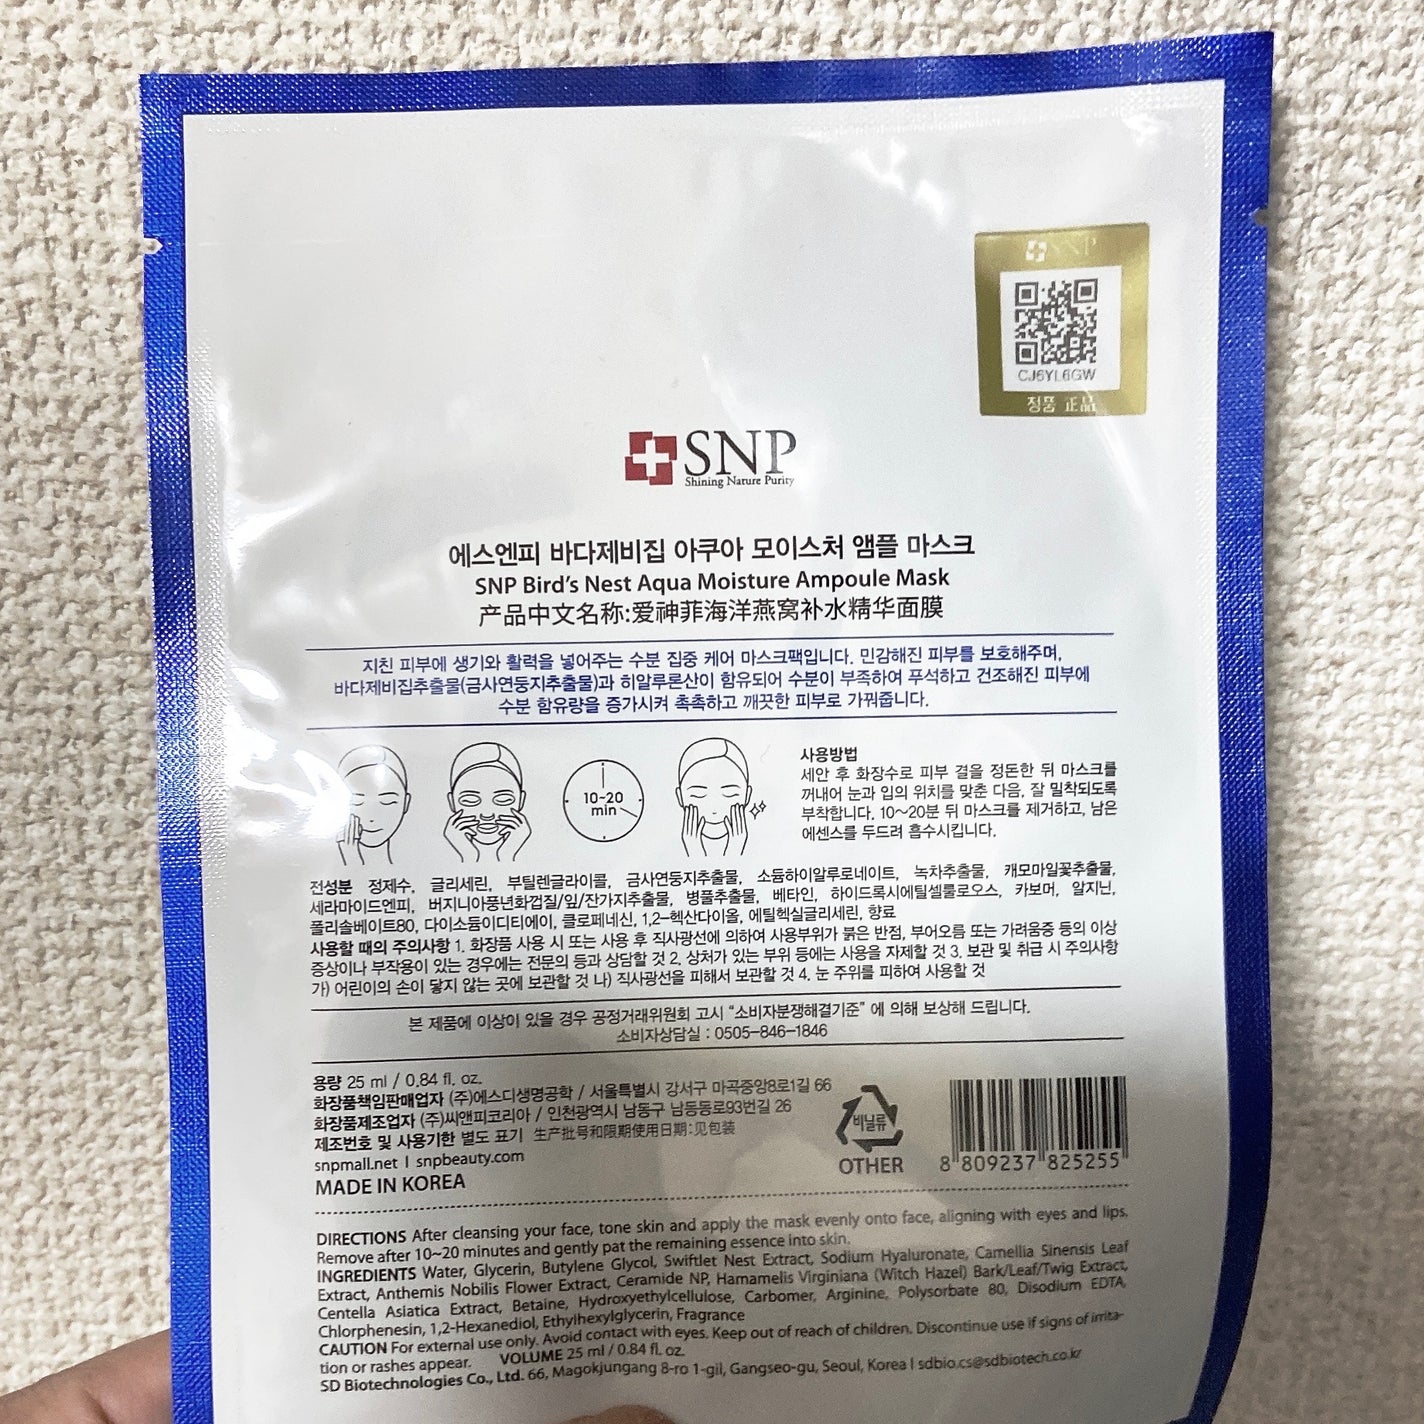 SNP
CJ6YL6GW
정품 正品
SNP
Shining Nature Purity
에스엔피 바다제비집 아쿠아 모이스처 앰플 마스크
SNP Bird's Nest Aqua Moisture Ampoule Mask
产品中文名称:爱神菲海洋燕窝补水精华面膜
지친 피부에 생기와 활력을 넣어주는 수분 집중 케어 마스크팩입니다. 민감해진 피부를 보호해주며,
바다제비집추출물(금사연둥지추출물)과 히알루론산이 함유되어 수분이 부족하여 푸석하고 건조해진 피부에
수분 함유량을 증가시켜 촉촉하고 깨끗한 피부로 가꿔줍니다.
10-20
min
사용방법
세안 후 화장수로 피부 결을 정돈한 뒤 마스크를
꺼내어 눈과 입의 위치를 맞춘 다음, 잘 밀착되도록
부착합니다. 10~20분 뒤 마스크를 제거하고, 남은
에센스를 두드려 흡수시킵니다.
전성분 정제수, 글리세린, 부틸렌글라이콜, 금사연둥지추출물, 소듐하이알루로네이트, 녹차추출물, 캐모마일꽃추출물,
세라마이드엔피, 버지니아풍년화껍질/잎/잔가지추출물, 병풀추출물, 베타인, 하이드록시에틸셀룰로오스, 카보머, 알지닌,
폴리솔베이트80, 다이소듐이디티에이, 클로페네신, 1,2-헥산다이올, 에틸헥실글리세린, 향료
사용할 때의 주의사항 1. 화장품 사용 시 또는 사용 후 직사광선에 의하여 사용부위가 붉은 반점, 부어오름 또는 가려움증 등의 이상
증상이나 부작용이 있는 경우에는 전문의 등과 상담할 것 2. 상처가 있는 부위 등에는 사용을 자제할 것 3. 보관 및 취급 시 주의사항
가) 어린이의 손이 닿지 않는 곳에 보관할 것 나) 직사광선을 피해서 보관할 것 4. 눈 주위를 피하여 사용할 것
본 제품에 이상이 있을 경우 공정거래위원회 고시 “소비자분쟁해결기준” 에 의해 보상해 드립니다.
소비자상담실 : 0505-846-1846
용량 25 ml / 0.84 fl. oz.
화장품책임판매업자 (주)에스디생명공학 / 서울특별시 강서구 마곡중앙8로1길 66
화장품제조업자 (주)씨앤피코리아 / 인천광역시 남동구 남동동로93번길 26
제조번호 및 사용기한 별도 표기 生产批号和限期使用日期:见包装
snpmall.net | snpbeauty.com
MADE IN KOREA
비닐류
OTHER
8 809237 825255
DIRECTIONS After cleansing your face, tone skin and apply the mask evenly onto face, aligning with eyes and lips.
Remove after 10~20 minutes and gently pat the remaining essence into skin.
INGREDIENTS Water, Glycerin, Butylene Glycol, Swiftlet Nest Extract, Sodium Hyaluronate, Camellia Sinensis Leaf
Extract, Anthemis Nobilis Flower Extract, Ceramide NP, Hamamelis Virginiana (Witch Hazel) Bark/Leaf/Twig Extract,
Centella Asiatica Extract, Betaine, Hydroxyethylcellulose, Carbomer, Arginine, Polysorbate 80, Disodium EDTA,
Chlorphenesin, 1,2-Hexanediol, Ethylhexylglycerin, Fragrance
CAUTION For external use only. Avoid contact with eyes. Keep out of reach of children. Discontinue use if signs of irrita-
tion or rashes appear. VOLUME 25 ml / 0.84 fl. oz.
SD Biotechnologies Co., Ltd. 66, Magokjungang 8-ro 1-gil, Gangseo-gu, Seoul, Korea | sdbio.cs@sdbiotech.co.kr